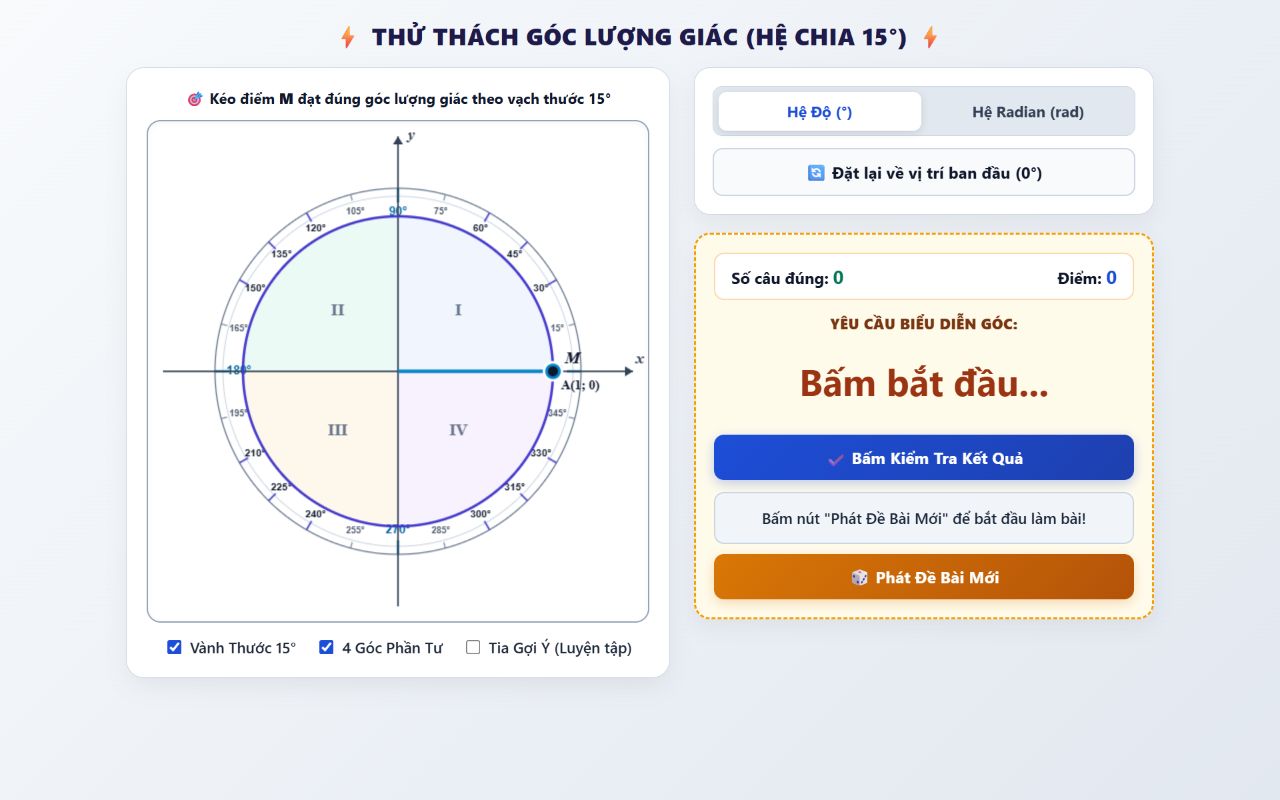 ⚡ THỬ THÁCH GÓC LƯỢNG GIÁC (HỆ CHIA 15°) ⚡
🎯 Kéo điểm M đạt đúng góc lượng giác theo vạch thước 15°
y
105° 90° 75°
120° 60°
135° 45°
150° 30°
II I
165° 15°
M x
180°
A(1; 0)
195° 345°
III IV
210° 330°
225° 315°
240° 300°
255° 270° 285°
Vành Thước 15° 4 Góc Phần Tư Tia Gợi Ý (Luyện tập)
Hệ Độ (°) Hệ Radian (rad)
🔄 Đặt lại về vị trí ban đầu (0°)
Số câu đúng: 0 Điểm: 0
YÊU CẦU BIỂU DIỄN GÓC:
Bấm bắt đầu...
✔ Bấm Kiểm Tra Kết Quả
Bấm nút "Phát Đề Bài Mới" để bắt đầu làm bài!
🎲 Phát Đề Bài Mới